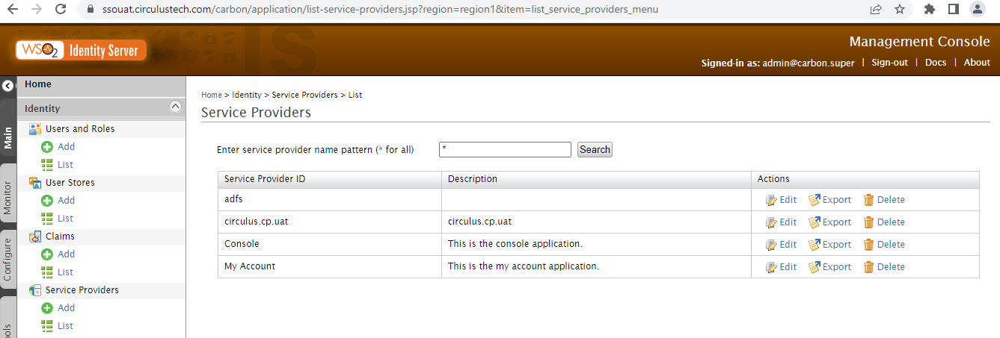 ssouat.circulustech.com/carbon/application/list-service-providers.jsp?region=region1&item=list_service_providers_menu
WSO2 Identity Server
Management Console
Signed-in as: admin@carbon.super | Sign-out | Docs | About
Home
Identity
Main
Monitor
Configure
Users and Roles
Add
List
User Stores
Add
List
Claims
Add
List
Service Providers
Add
List
Home > Identity > Service Providers > List
Service Providers
Enter service provider name pattern (* for all) * Search
Service Provider ID Description Actions
adfs Edit Export Delete
circulus.cp.uat circulus.cp.uat Edit Export Delete
Console This is the console application. Edit Export Delete
My Account This is the my account application. Edit Export Delete